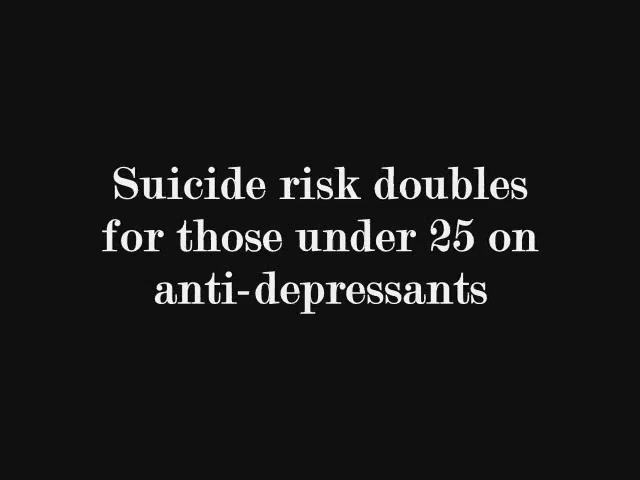 Suicide risk doubles
for those under 25 on
anti-depressants